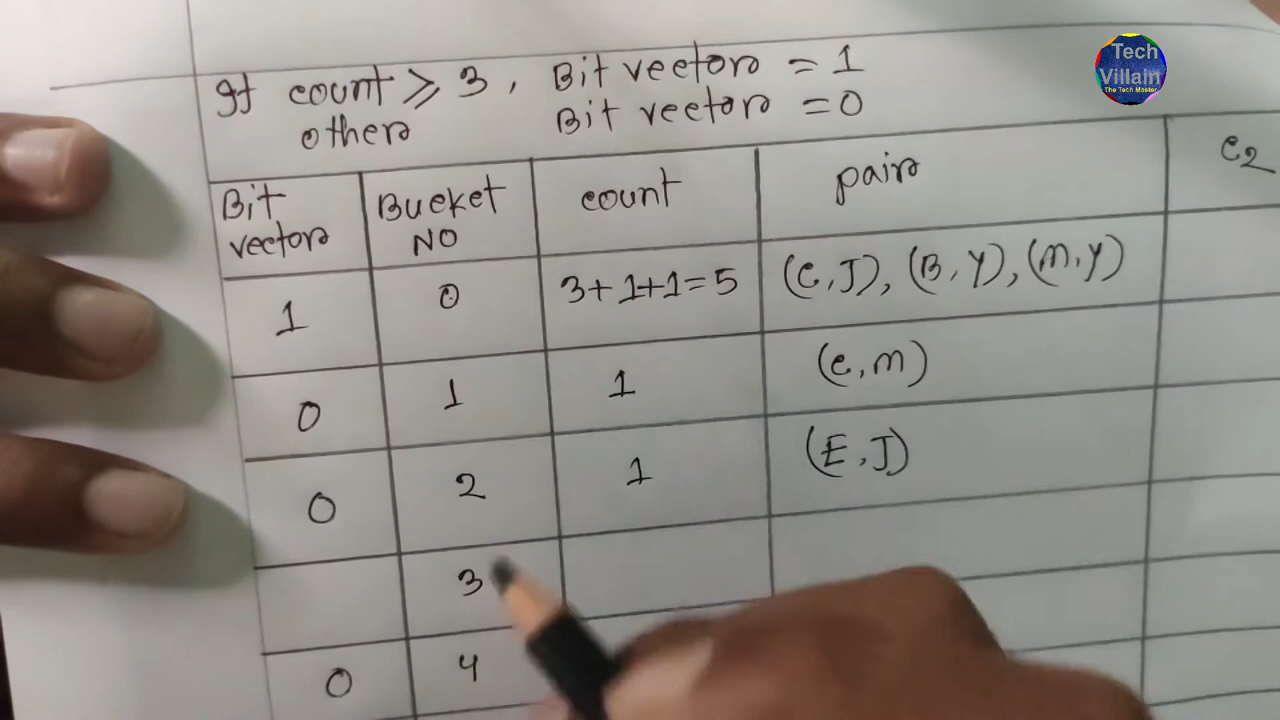 If count ≥ 3, Bit vector = 1
other Bit vector = 0
Bit vector Bucket NO count pair C2
1 0 3+1+1=5 (C,J), (B,Y), (M,Y)
0 1 1 (C,M)
0 2 1 (E,J)
3
0 4
Tech
Villain
The Tech Master